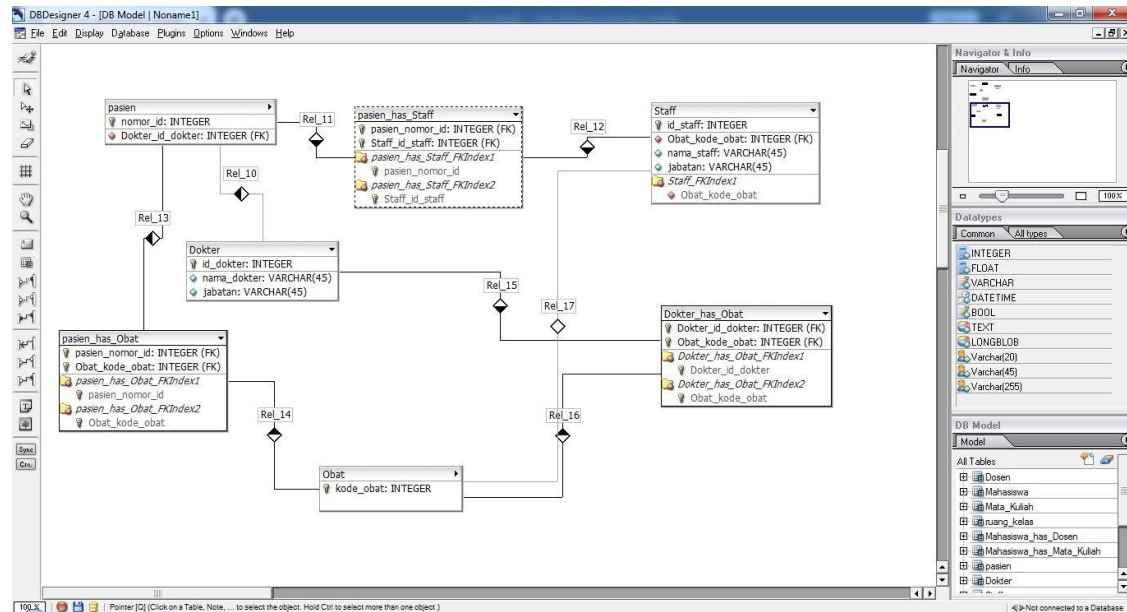 DBDesigner 4 - [DB Model | Noname1]
File Edit Display Database Plugins Options Windows Help
pasien
nomor_id: INTEGER
Dokter_id_dokter: INTEGER (FK)
Rel_11
pasien_has_Staff
pasien_nomor_id: INTEGER (FK)
Staff_id_staff: INTEGER (FK)
pasien_has_Staff_FKIndex1
pasien_nomor_id
pasien_has_Staff_FKIndex2
Staff_id_staff
Rel_12
Staff
id_staff: INTEGER
Obat_kode_obat: INTEGER (FK)
nama_staff: VARCHAR(45)
jabatan: VARCHAR(45)
Staff_FKIndex1
Obat_kode_obat
Rel_10
Rel_13
Dokter
id_dokter: INTEGER
nama_dokter: VARCHAR(45)
jabatan: VARCHAR(45)
Rel_15
Rel_17
Dokter_has_Obat
Dokter_id_dokter: INTEGER (FK)
Obat_kode_obat: INTEGER (FK)
Dokter_has_Obat_FKIndex1
Dokter_id_dokter
Dokter_has_Obat_FKIndex2
Obat_kode_obat
pasien_has_Obat
pasien_nomor_id: INTEGER (FK)
Obat_kode_obat: INTEGER (FK)
pasien_has_Obat_FKIndex1
pasien_nomor_id
pasien_has_Obat_FKIndex2
Obat_kode_obat
Rel_14
Rel_16
Obat
kode_obat: INTEGER
Sync
Navigator & Info
Navigator Info
100%
Datatypes
Common All types
INTEGER
FLOAT
VARCHAR
DATETIME
BOOL
TEXT
LONGBLOB
Varchar(20)
Varchar(45)
Varchar(255)
DB Model
Model
All Tables
Dosen
Mahasiswa
Mata_Kuliah
ruang_kelas
Mahasiswa_has_Dosen
Mahasiswa_has_Mata_Kuliah
pasien
Dokter
100 % Pointer [Q] (Click on a Table, Note, ... to select the object. Hold Ctrl to select more than one object.) Not connected to a Database